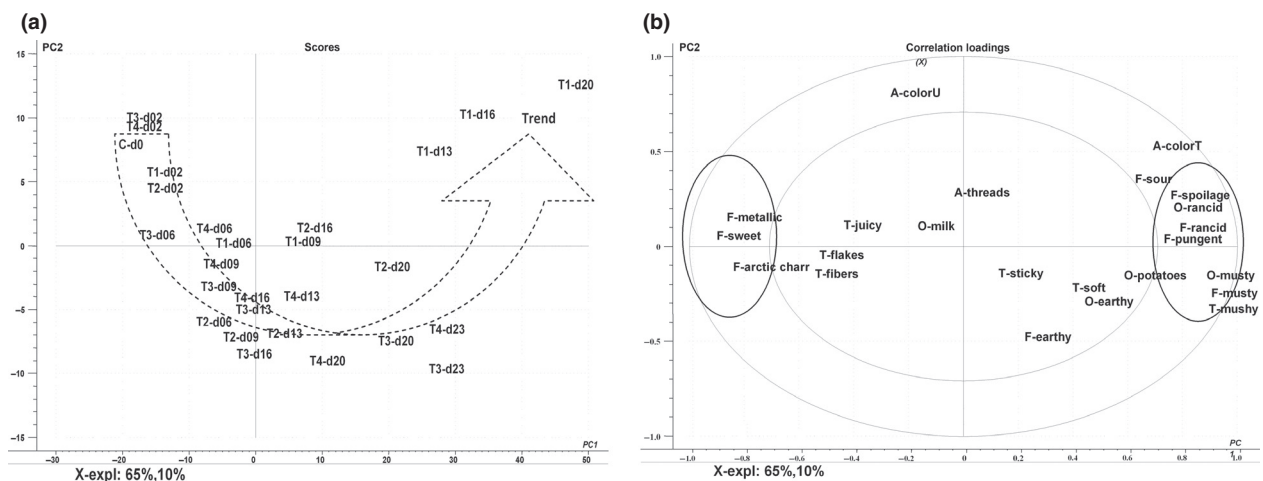 (a)
PC2
Scores
15
10
5
0
−5
−10
−15
T1-d20
T1-d16
Trend
T3-d02
T4-d02
C-d0
T1-d13
T1-d02
T2-d02
T3-d06
T4-d06
T1-d06
T2-d16
T1-d09
T4-d09
T2-d20
T3-d09
T4-d16
T4-d13
T3-d13
T2-d06
T2-d13
T2-d09
T4-d23
T3-d20
T3-d16
T4-d20
T3-d23
PC1
−30
−20
−10
0
10
20
30
40
50
X-expl: 65%,10%
(b)
PC2
Correlation loadings
(X)
1.0
0.5
0
−0.5
−1.0
A-colorU
A-colorT
F-sour
A-threads
F-spoilage
O-rancid
F-metallic
T-juicy
O-milk
F-rancid
F-sweet
F-pungent
T-flakes
F-arctic charr
T-fibers
T-sticky
O-potatoes
O-musty
T-soft
F-musty
O-earthy
T-mushy
F-earthy
PC
1
−1.0
−0.8
−0.6
−0.4
−0.2
0
0.2
0.4
0.6
0.8
1.0
X-expl: 65%,10%